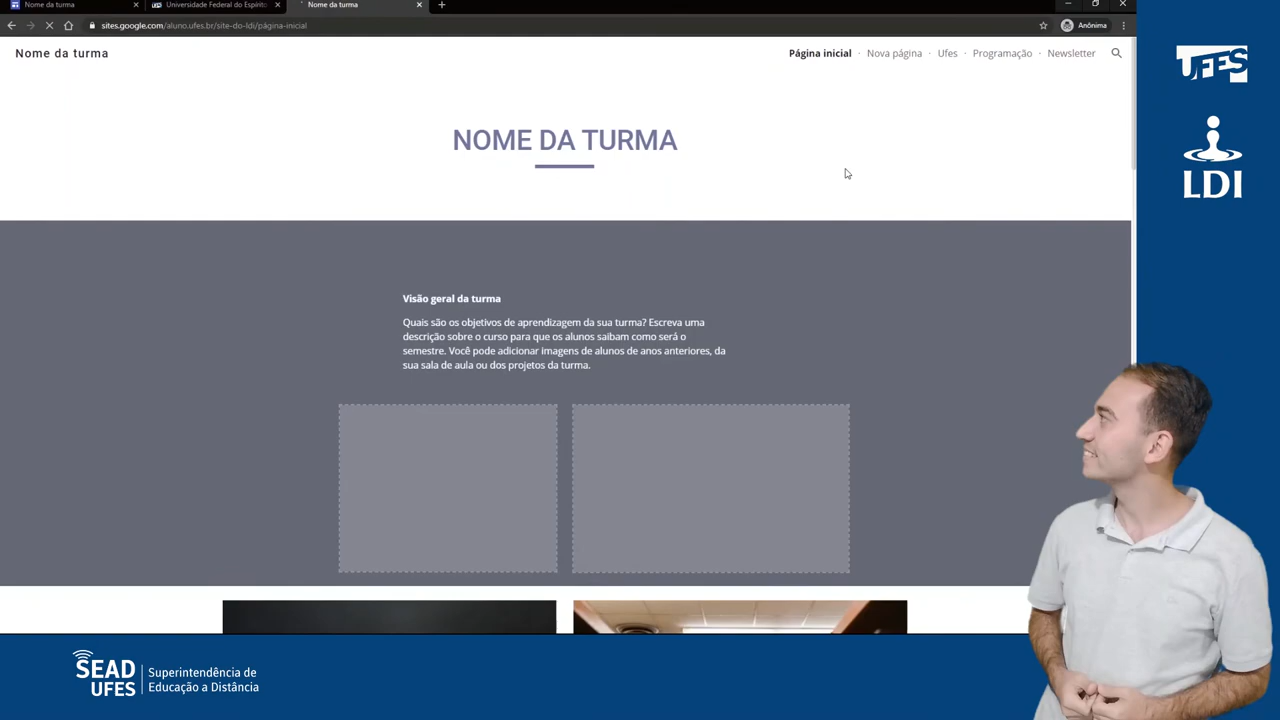 Nome da turma
Universidade Federal do Espírito
Nome da turma
sites.google.com/aluno.ufes.br/site-do-ldi/página-inicial
Anônima
Nome da turma
Página inicial
Nova página
Ufes
Programação
Newsletter
NOME DA TURMA
Visão geral da turma
Quais são os objetivos de aprendizagem da sua turma? Escreva uma
descrição sobre o curso para que os alunos saibam como será o
semestre. Você pode adicionar imagens de alunos de anos anteriores, da
sua sala de aula ou dos projetos da turma.
UFES
LDI
SEAD
UFES
Superintendência de
Educação a Distância